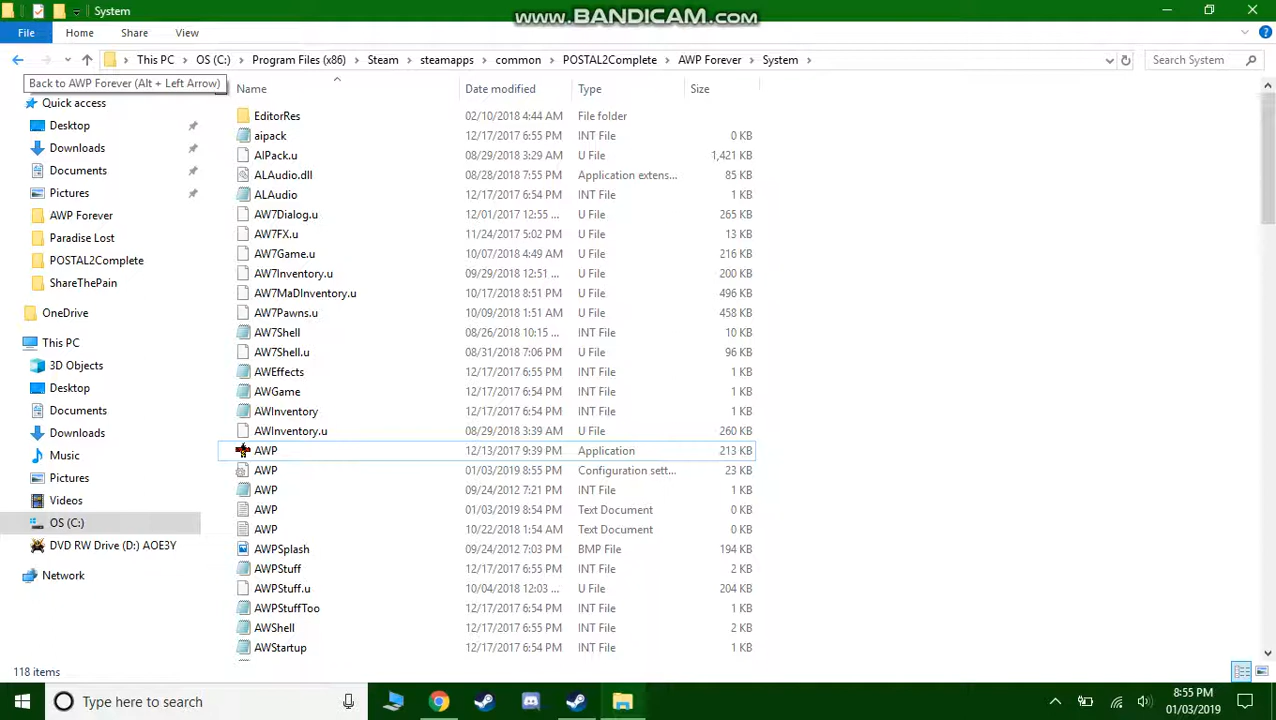 System
www.BANDICAM.com
File Home Share View
This PC OS (C:) Program Files (x86) Steam steamapps common POSTAL2Complete AWP Forever System Search System
Back to AWP Forever (Alt + Left Arrow)
Name Date modified Type Size
Quick access
Desktop
Downloads
Documents
Pictures
AWP Forever
Paradise Lost
POSTAL2Complete
ShareThePain
OneDrive
This PC
3D Objects
Desktop
Documents
Downloads
Music
Pictures
Videos
OS (C:)
DVD RW Drive (D:) AOE3Y
Network
EditorRes 02/10/2018 4:44 AM File folder
aipack 12/17/2017 6:55 PM INT File 0 KB
AIPack.u 08/29/2018 3:29 AM U File 1,421 KB
ALAudio.dll 08/28/2018 7:55 PM Application extens... 85 KB
ALAudio 12/17/2017 6:54 PM INT File 1 KB
AW7Dialog.u 12/01/2017 12:55 ... U File 265 KB
AW7FX.u 11/24/2017 5:02 PM U File 13 KB
AW7Game.u 10/07/2018 4:49 AM U File 216 KB
AW7Inventory.u 09/29/2018 12:51 ... U File 200 KB
AW7MaDInventory.u 10/17/2018 8:51 PM U File 496 KB
AW7Pawns.u 10/09/2018 1:51 AM U File 458 KB
AW7Shell 08/26/2018 10:15 ... INT File 10 KB
AW7Shell.u 08/31/2018 7:06 PM U File 96 KB
AWEffects 12/17/2017 6:55 PM INT File 1 KB
AWGame 12/17/2017 6:54 PM INT File 1 KB
AWInventory 12/17/2017 6:54 PM INT File 1 KB
AWInventory.u 08/29/2018 3:39 AM U File 260 KB
AWP 12/13/2017 9:39 PM Application 213 KB
AWP 01/03/2019 8:55 PM Configuration sett... 23 KB
AWP 09/24/2012 7:21 PM INT File 1 KB
AWP 01/03/2019 8:54 PM Text Document 0 KB
AWP 10/22/2018 1:54 AM Text Document 0 KB
AWPSplash 09/24/2012 7:03 PM BMP File 194 KB
AWPStuff 12/17/2017 6:55 PM INT File 2 KB
AWPStuff.u 10/04/2018 12:03 ... U File 204 KB
AWPStuffToo 12/17/2017 6:54 PM INT File 1 KB
AWShell 12/17/2017 6:55 PM INT File 2 KB
AWStartup 12/17/2017 6:54 PM INT File 1 KB
118 items
Type here to search
8:55 PM
01/03/2019